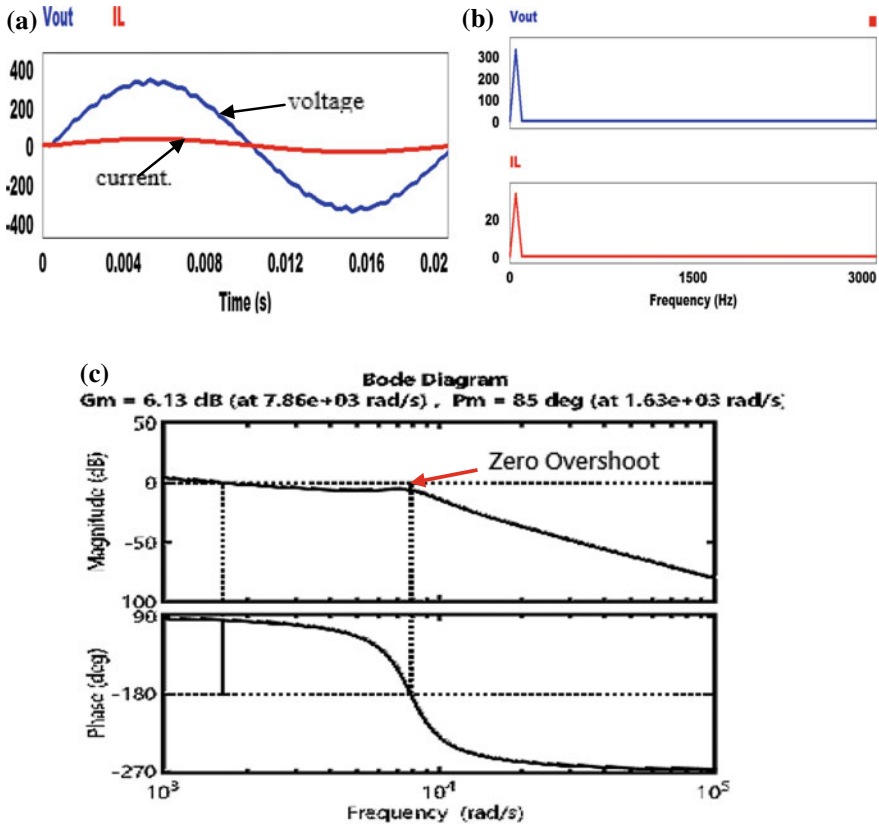 (a) Vout IL
400
200
0
-200
-400
voltage
current.
0 0.004 0.008 0.012 0.016 0.02
Time (s)
(b) Vout
300
200
100
0
IL
20
0
0 1500 3000
Frequency (Hz)
(c)
Bode Diagram
Gm = 6.13 dB (at 7.86e+03 rad/s) , Pm = 85 deg (at 1.63e+03 rad/s)
50
0
-50
100
Magnitude (dB)
Zero Overshoot
90
-180
-270
Phase (deg)
10³ 10⁴ 10⁵
Frequency (rad/s)